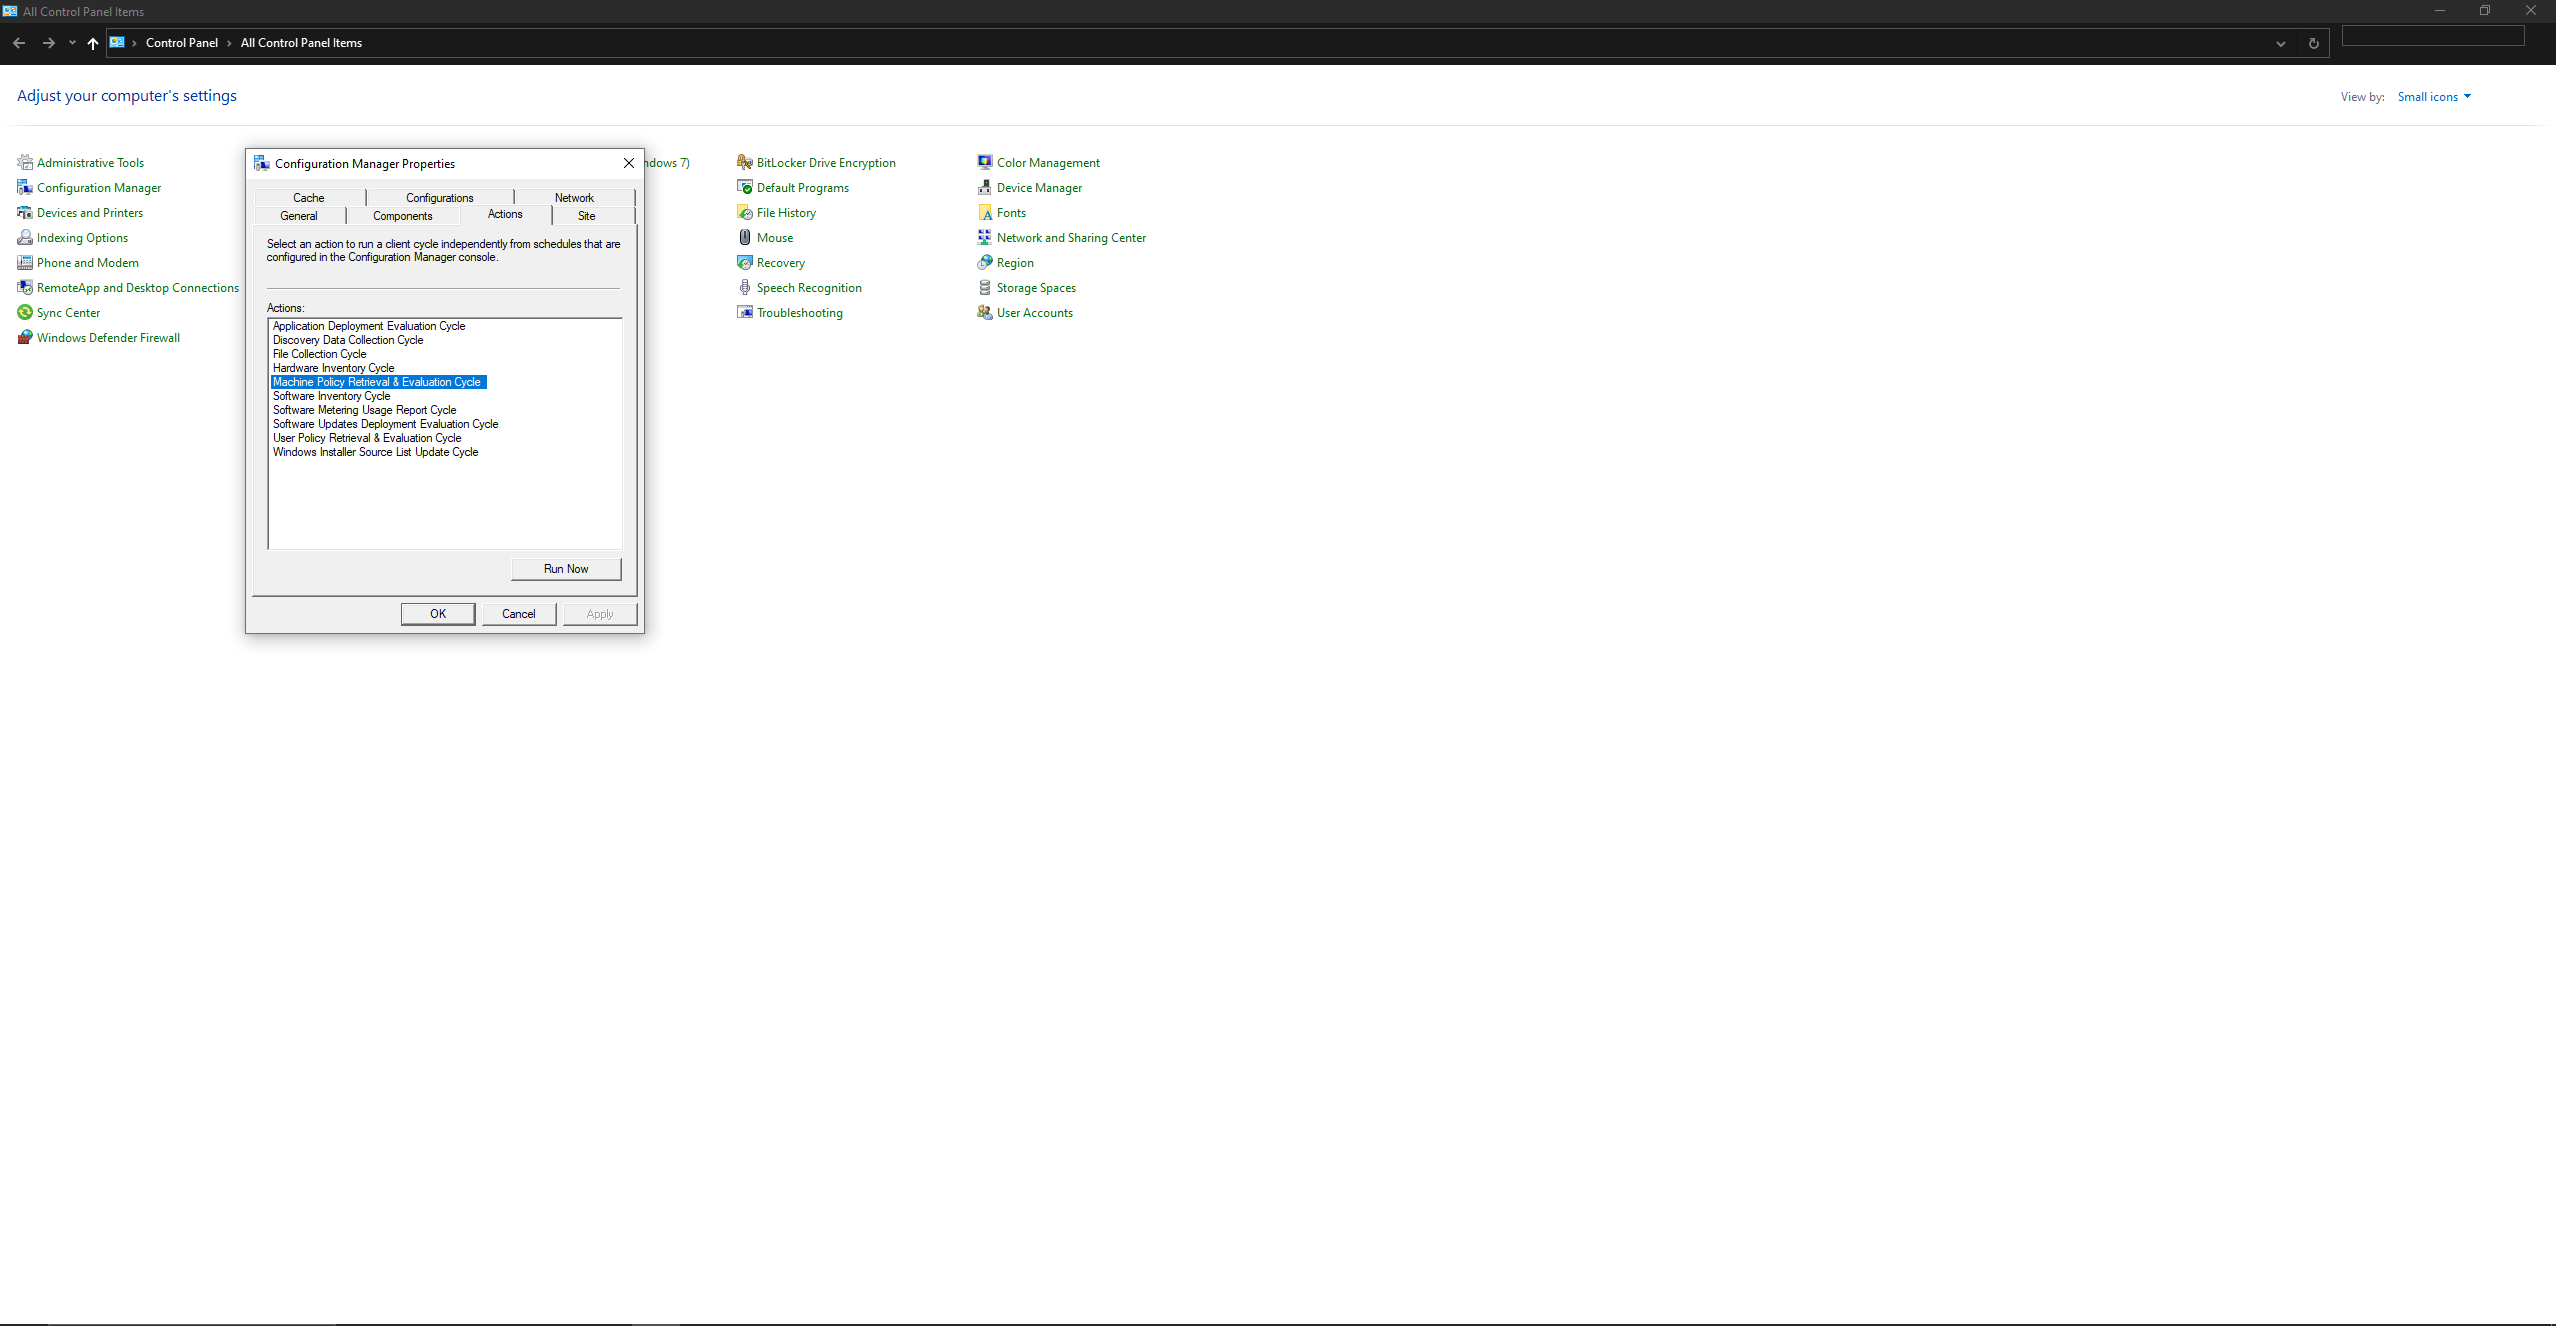 All Control Panel Items
Control Panel > All Control Panel Items
Adjust your computer's settings
View by: Small icons
Administrative Tools
Configuration Manager
Devices and Printers
Indexing Options
Phone and Modem
RemoteApp and Desktop Connections
Sync Center
Windows Defender Firewall
Configuration Manager Properties
Cache Configurations Network
General Components Actions Site
Select an action to run a client cycle independently from schedules that are
configured in the Configuration Manager console.
Actions:
Application Deployment Evaluation Cycle
Discovery Data Collection Cycle
File Collection Cycle
Hardware Inventory Cycle
Machine Policy Retrieval & Evaluation Cycle
Software Inventory Cycle
Software Metering Usage Report Cycle
Software Updates Deployment Evaluation Cycle
User Policy Retrieval & Evaluation Cycle
Windows Installer Source List Update Cycle
Run Now
OK Cancel Apply
7)
BitLocker Drive Encryption
Default Programs
File History
Mouse
Recovery
Speech Recognition
Troubleshooting
Color Management
Device Manager
Fonts
Network and Sharing Center
Region
Storage Spaces
User Accounts